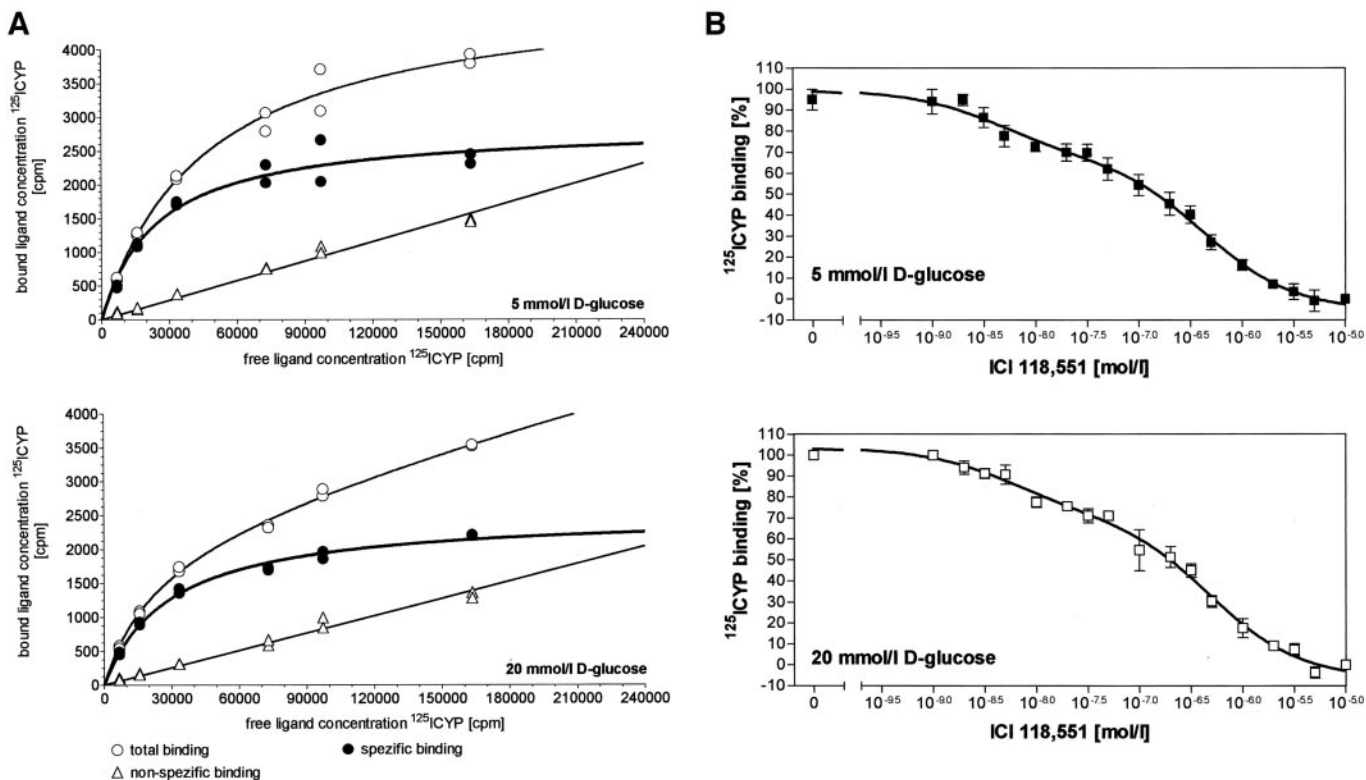 A
bound ligand concentration ¹²⁵ICYP
[cpm]
4000
3500
3000
2500
2000
1500
1000
500
0
5 mmol/l D-glucose
0 30000 60000 90000 120000 150000 180000 210000 240000
free ligand concentration ¹²⁵ICYP [cpm]
bound ligand concentration ¹²⁵ICYP
[cpm]
4000
3500
3000
2500
2000
1500
1000
500
0
20 mmol/l D-glucose
0 30000 60000 90000 120000 150000 180000 210000 240000
free ligand concentration ¹²⁵ICYP [cpm]
total binding
spezific binding
non-spezific binding
B
¹²⁵ICYP binding [%]
110
100
90
80
70
60
50
40
30
20
10
0
-10
5 mmol/l D-glucose
0 10⁻⁹·⁵ 10⁻⁹·⁰ 10⁻⁸·⁵ 10⁻⁸·⁰ 10⁻⁷·⁵ 10⁻⁷·⁰ 10⁻⁶·⁵ 10⁻⁶·⁰ 10⁻⁵·⁵ 10⁻⁵·⁰
ICI 118,551 [mol/l]
¹²⁵ICYP binding [%]
110
100
90
80
70
60
50
40
30
20
10
0
-10
20 mmol/l D-glucose
0 10⁻⁹·⁵ 10⁻⁹·⁰ 10⁻⁸·⁵ 10⁻⁸·⁰ 10⁻⁷·⁵ 10⁻⁷·⁰ 10⁻⁶·⁵ 10⁻⁶·⁰ 10⁻⁵·⁵ 10⁻⁵·⁰
ICI 118,551 [mol/l]